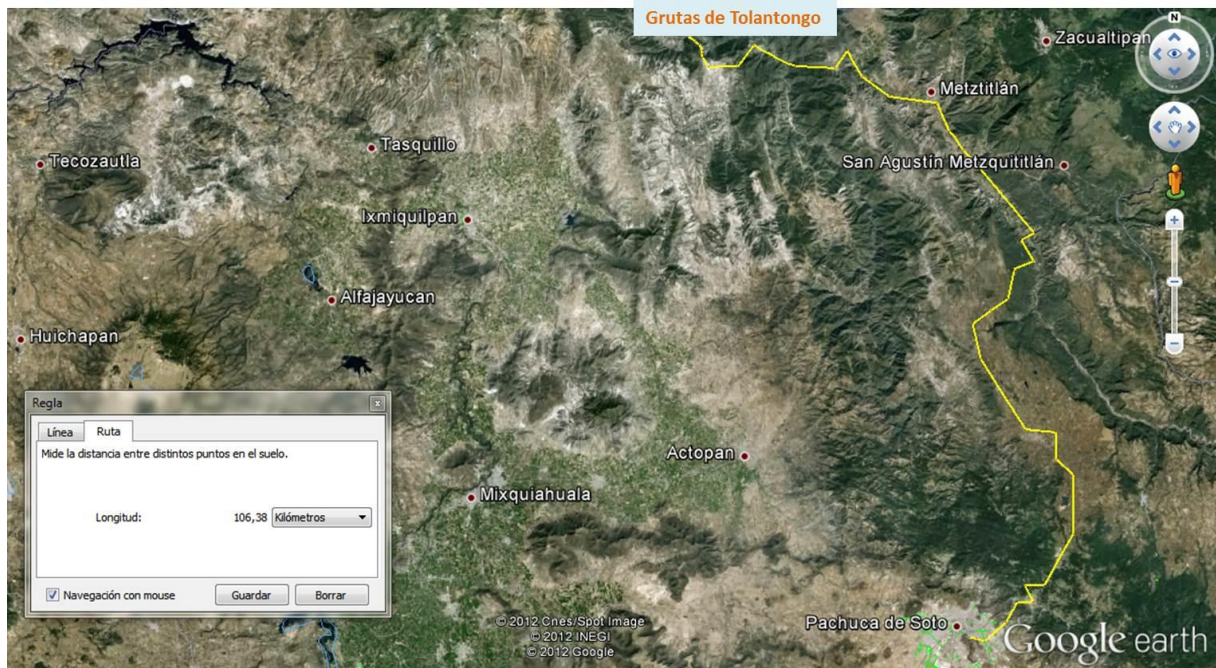 Grutas de Tolantongo
N
Zacualtipan
Metztitlán
Tasquillo
Tecozautla
San Agustín Metzquititlán
Ixmiquilpan
Alfajayucan
Huichapan
Regla
Línea Ruta
Mide la distancia entre distintos puntos en el suelo.
Longitud: 106,38 Kilómetros
Navegación con mouse Guardar Borrar
Actopan
Mixquiahuala
Pachuca de Soto
© 2012 Cnes/Spot Image
© 2012 INEGI
© 2012 Google
Google earth